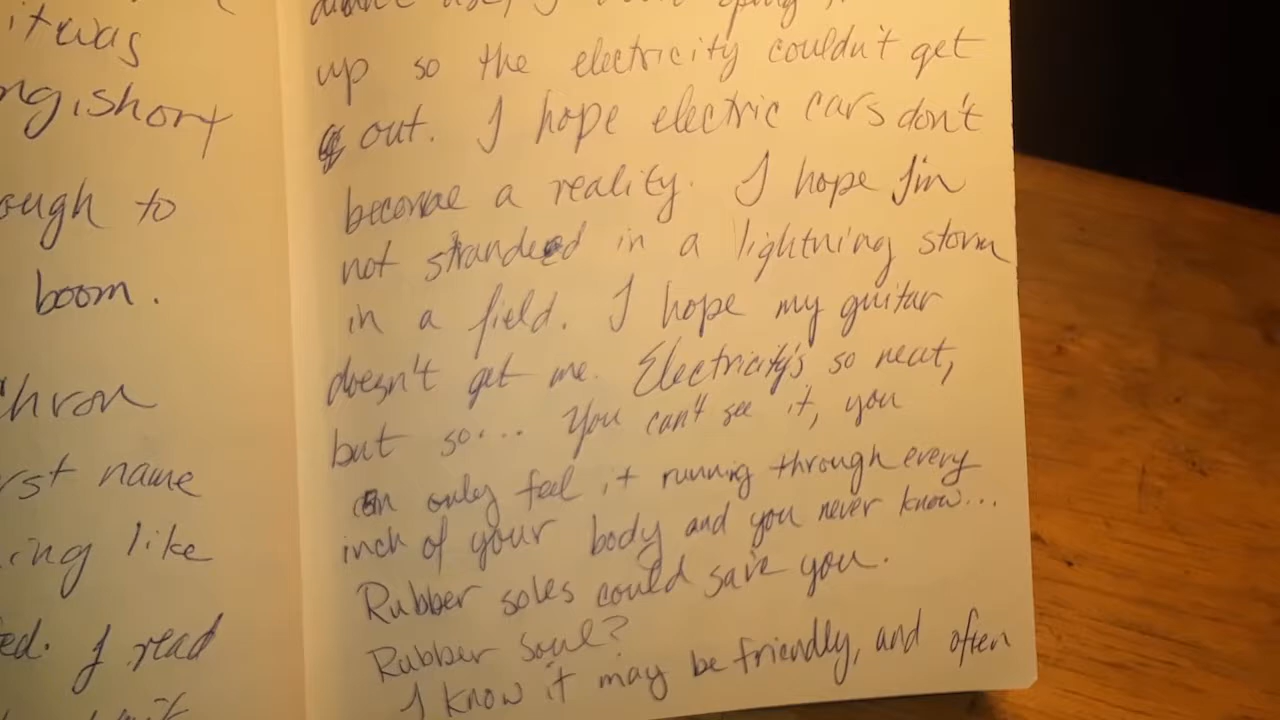 it was
ng, short
ough to
boom.
Chron
rst name
ing like
ed. I read
up so the electricity couldn't get
out. I hope electric cars don't
become a reality. I hope I'm
not stranded in a lightning storm
in a field. I hope my guitar
doesn't get me. Electricity's so neat,
but so... You can't see it, you
can only feel it running through every
inch of your body and you never know...
Rubber soles could save you.
Rubber Soul?
I know it may be friendly, and often